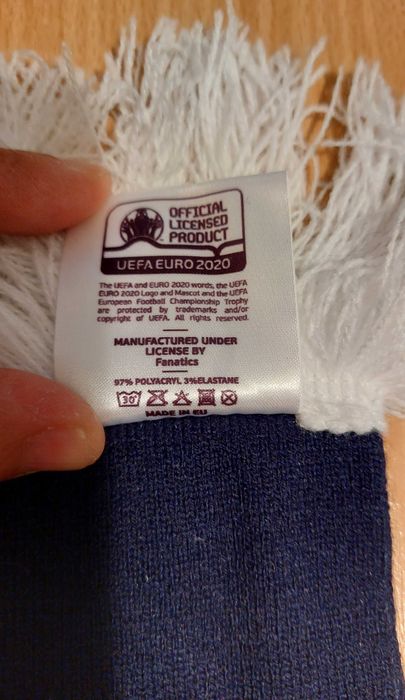 OFFICIAL
LICENSED
PRODUCT
UEFA EURO 2020
The UEFA and EURO 2020 words, the UEFA
EURO 2020 Logo and Mascot and the UEFA
European Football Championship Trophy
are protected by trademarks and/or
copyright of UEFA. All rights reserved.
MANUFACTURED UNDER
LICENSE BY
Fanatics
97% POLYACRYL 3%ELASTANE
30°
MADE IN EU